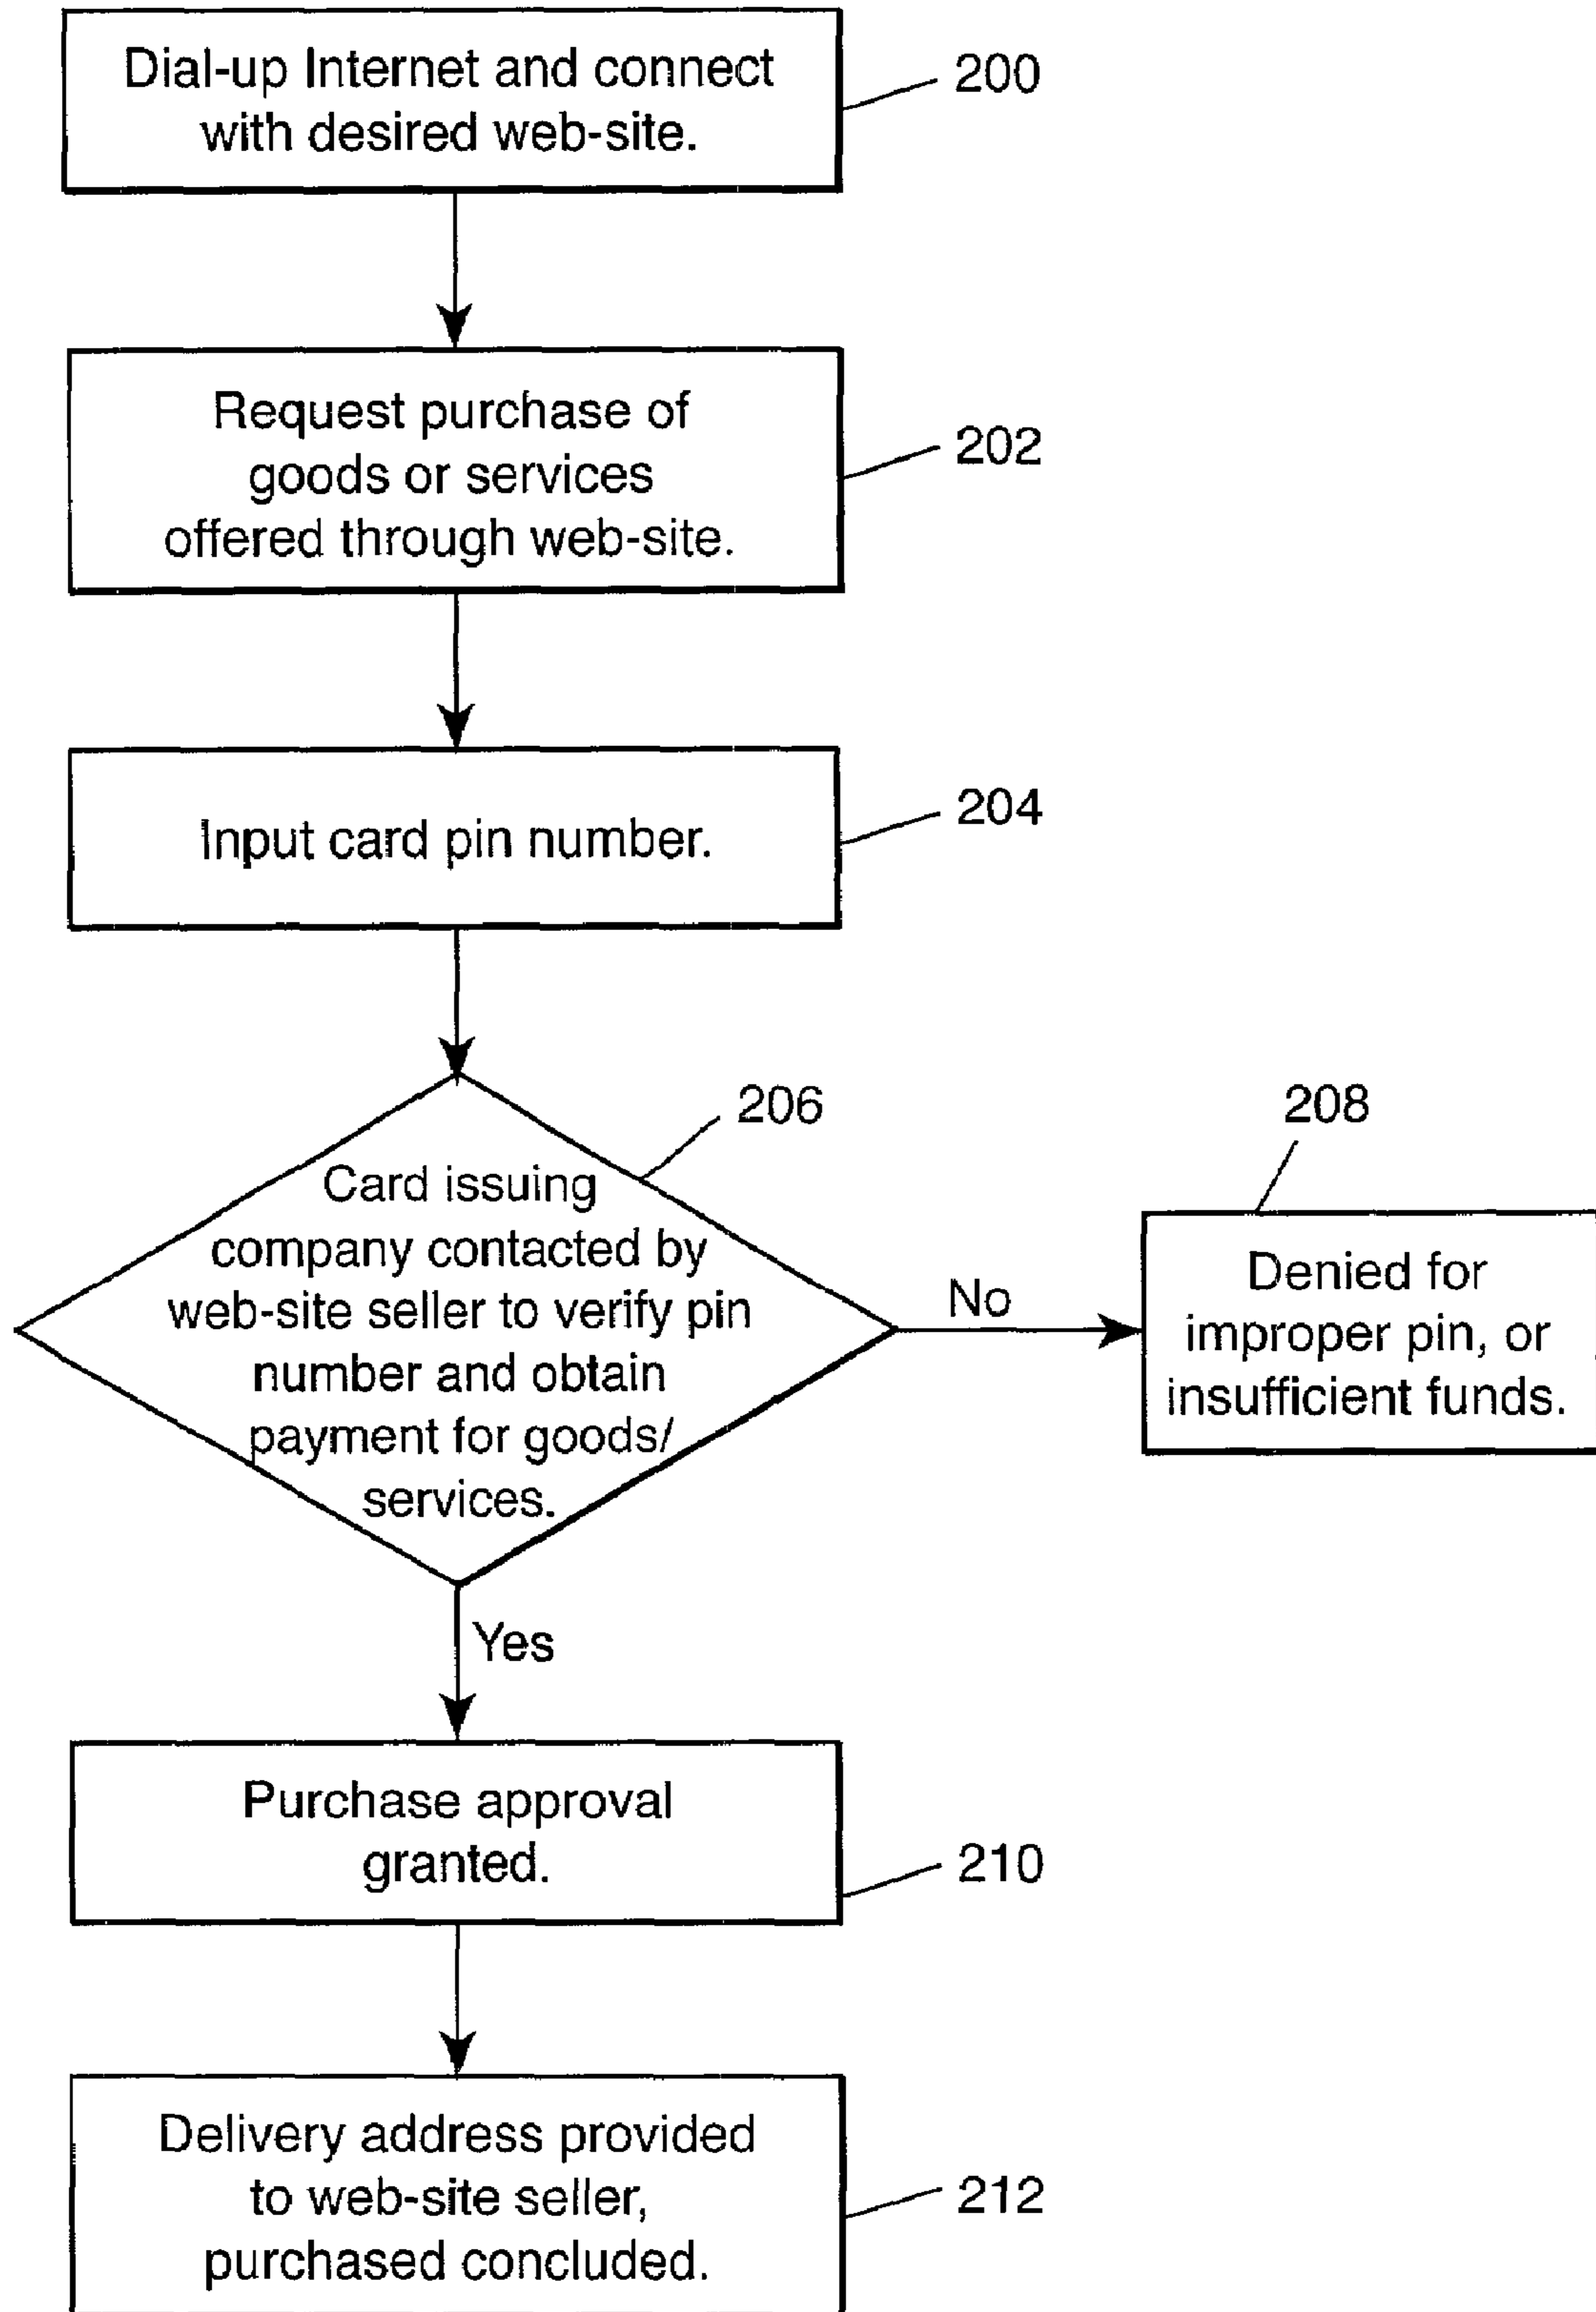 Dial-up Internet and connect
with desired web-site.
200
Request purchase of
goods or services
offered through web-site.
202
Input card pin number.
204
206
Card issuing
company contacted by
web-site seller to verify pin
number and obtain
payment for goods/
services.
No
208
Denied for
improper pin, or
insufficient funds.
Yes
Purchase approval
granted.
210
Delivery address provided
to web-site seller,
purchased concluded.
212